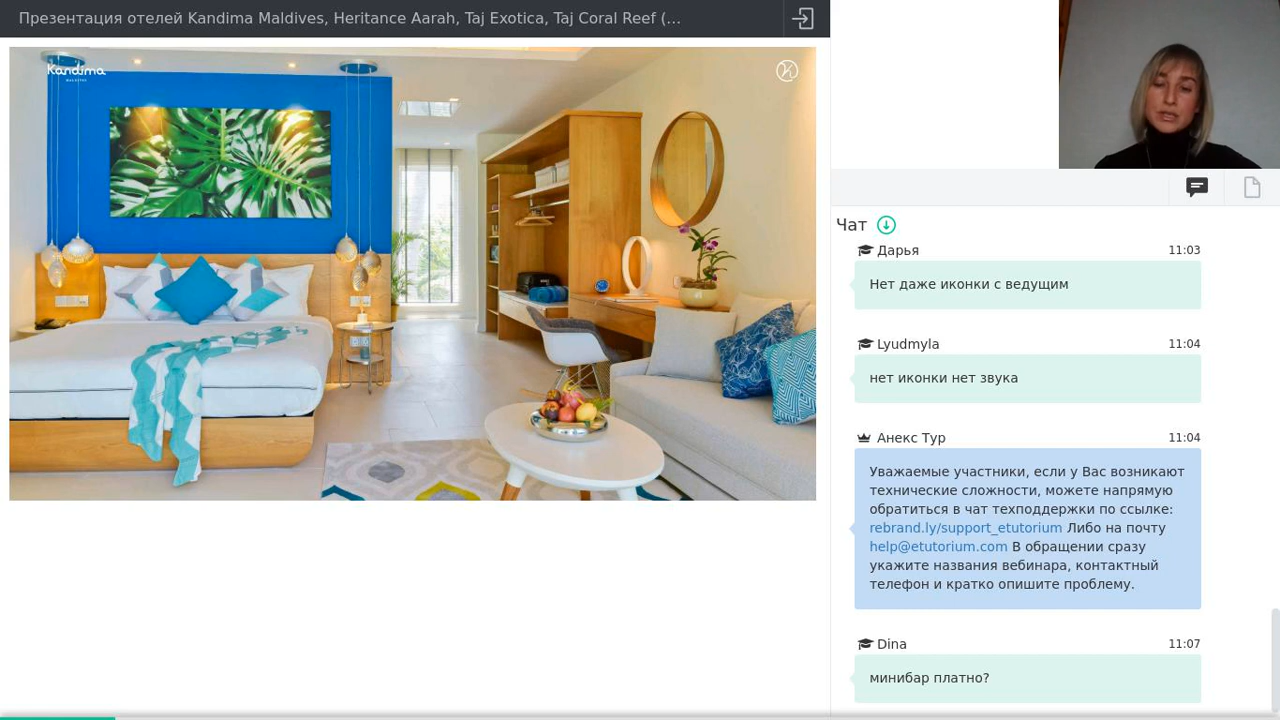 Презентация отелей Kandima Maldives, Heritance Aarah, Taj Exotica, Taj Coral Reef (...
Kandima
MALDIVES
Чат
Дарья 11:03
Нет даже иконки с ведущим
Lyudmyla 11:04
нет иконки нет звука
Анекс Тур 11:04
Уважаемые участники, если у Вас возникают
технические сложности, можете напрямую
обратиться в чат техподдержки по ссылке:
rebrand.ly/support_etutorium Либо на почту
help@etutorium.com В обращении сразу
укажите названия вебинара, контактный
телефон и кратко опишите проблему.
Dina 11:07
минибар платно?